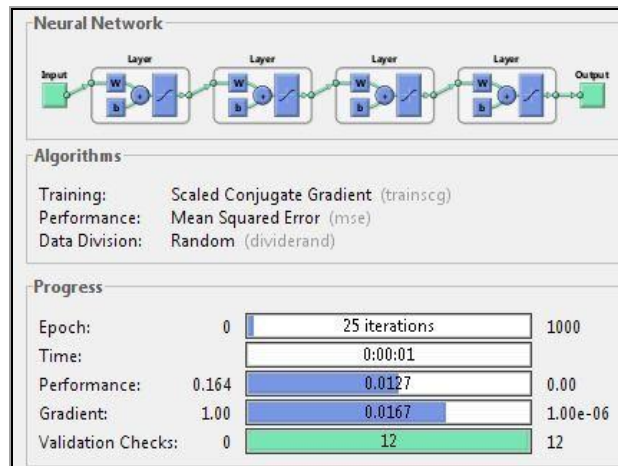 Neural Network
Layer Layer Layer Layer
Input Output
W W W W
b b b b
Algorithms
Training: Scaled Conjugate Gradient (trainscg)
Performance: Mean Squared Error (mse)
Data Division: Random (dividerand)
Progress
Epoch: 0 25 iterations 1000
Time: 0:00:01
Performance: 0.164 0.0127 0.00
Gradient: 1.00 0.0167 1.00e-06
Validation Checks: 0 12 12